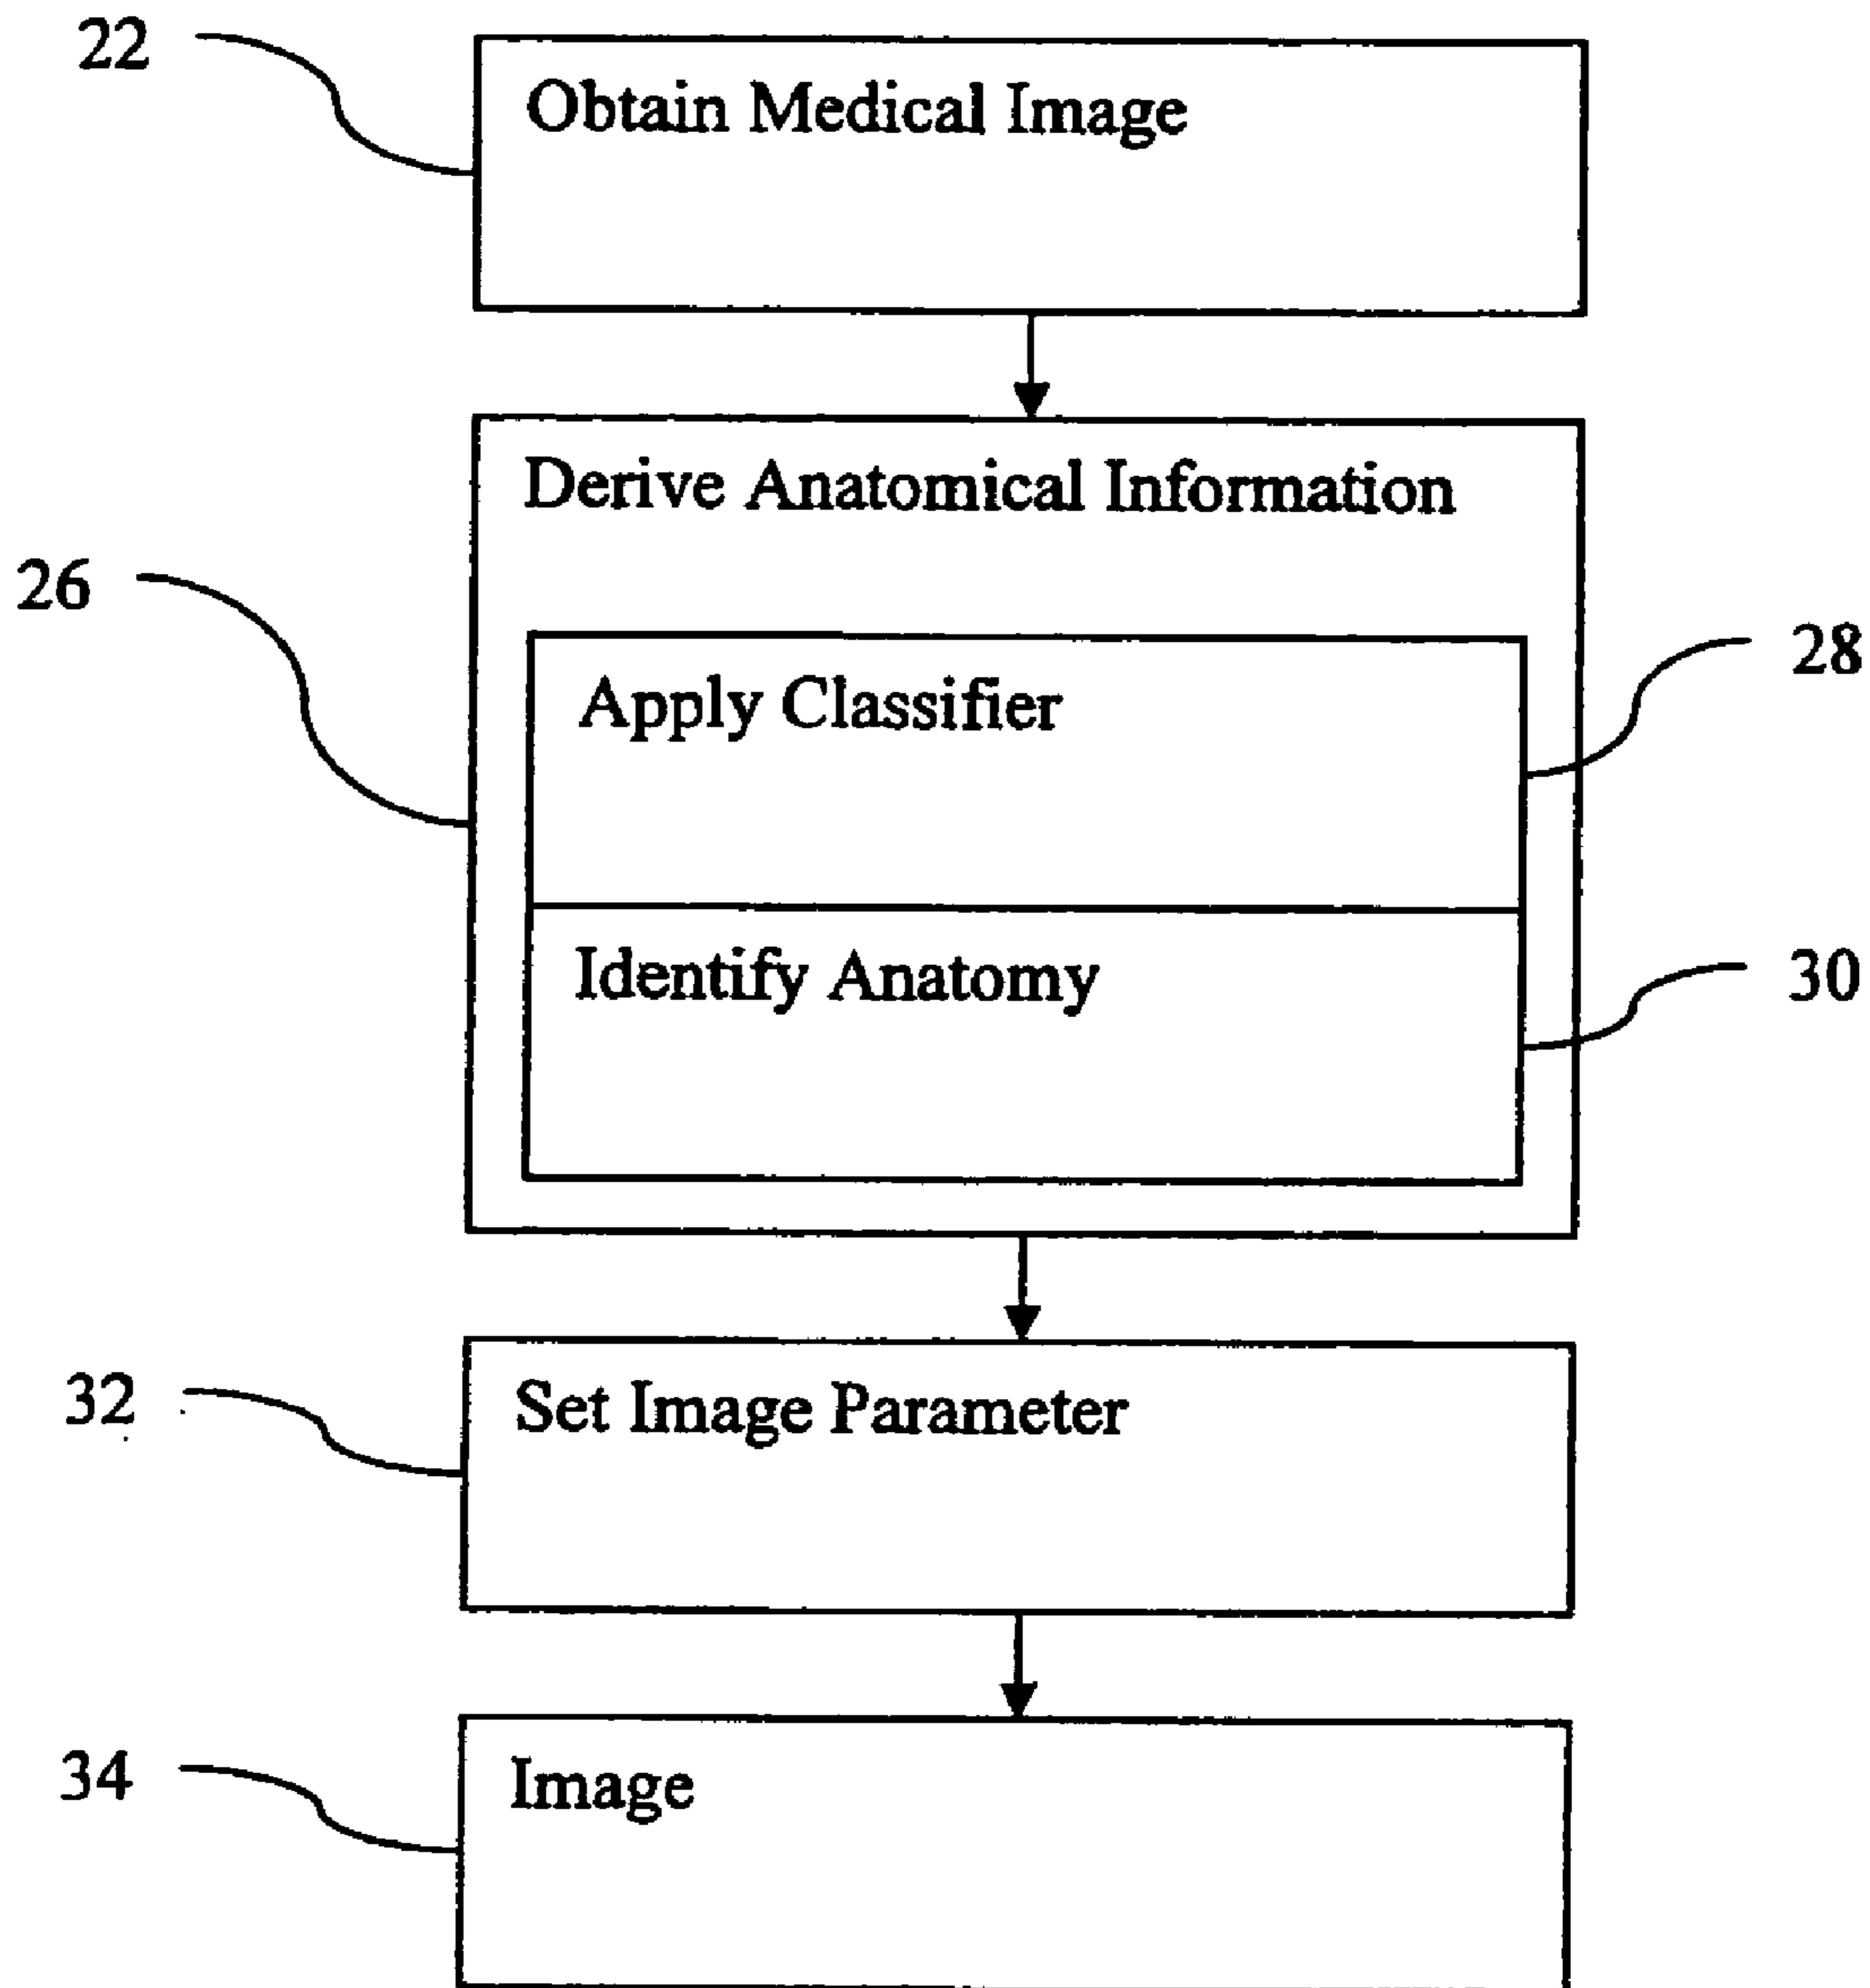 22
Obtain Medical Image
Derive Anatomical Information
26
28
Apply Classifier
30
Identify Anatomy
32
Set Image Parameter
34
Image